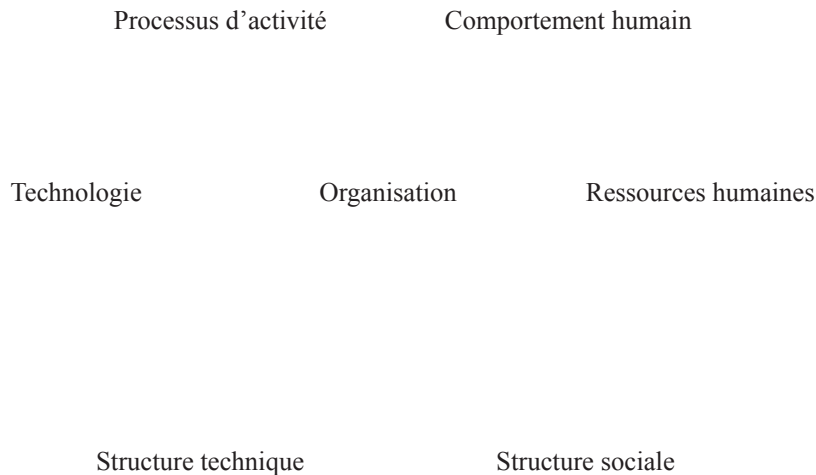 Processus d’activité Comportement humain
Technologie Organisation Ressources humaines
Structure technique Structure sociale